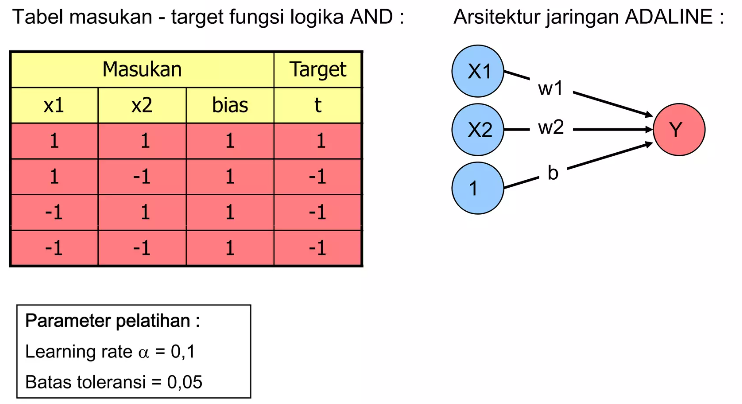 Tabel masukan - target fungsi logika AND :
Masukan Target
x1 x2 bias t
1 1 1 1
1 -1 1 -1
-1 1 1 -1
-1 -1 1 -1
Parameter pelatihan :
Learning rate α = 0,1
Batas toleransi = 0,05
Arsitektur jaringan ADALINE :
X1
w1
X2 w2 Y
b
1